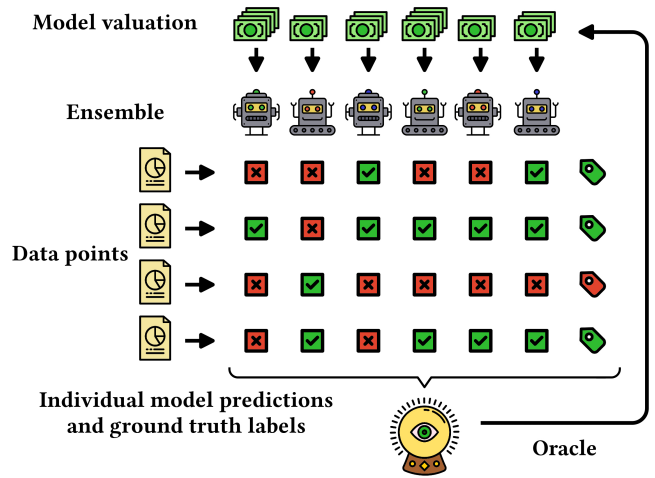 Model valuation
Ensemble
Data points
Individual model predictions
and ground truth labels
Oracle